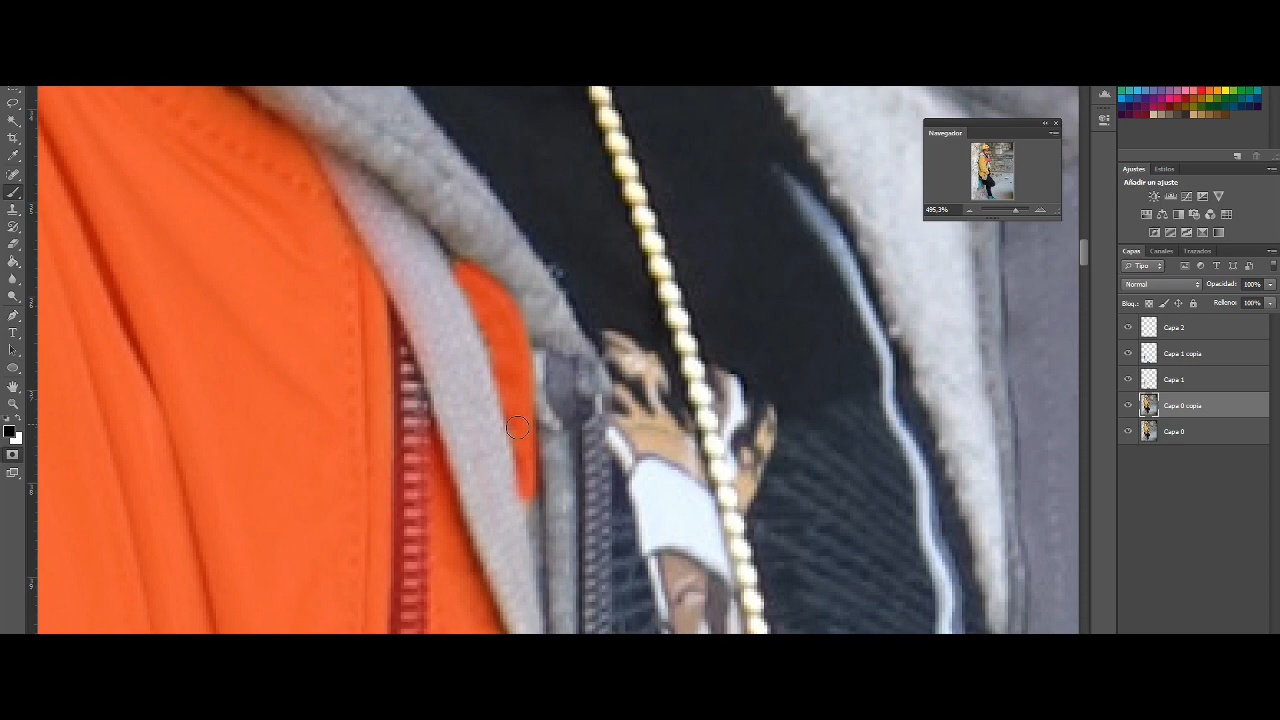 Navegador
495,3%
Ajustes Estilos
Añadir un ajuste
Capas Canales Trazados
Tipo
Normal Opacidad: 100%
Bloq.: Relleno: 100%
Capa 2
Capa 1 copia
Capa 1
Capa 0 copia
Capa 0